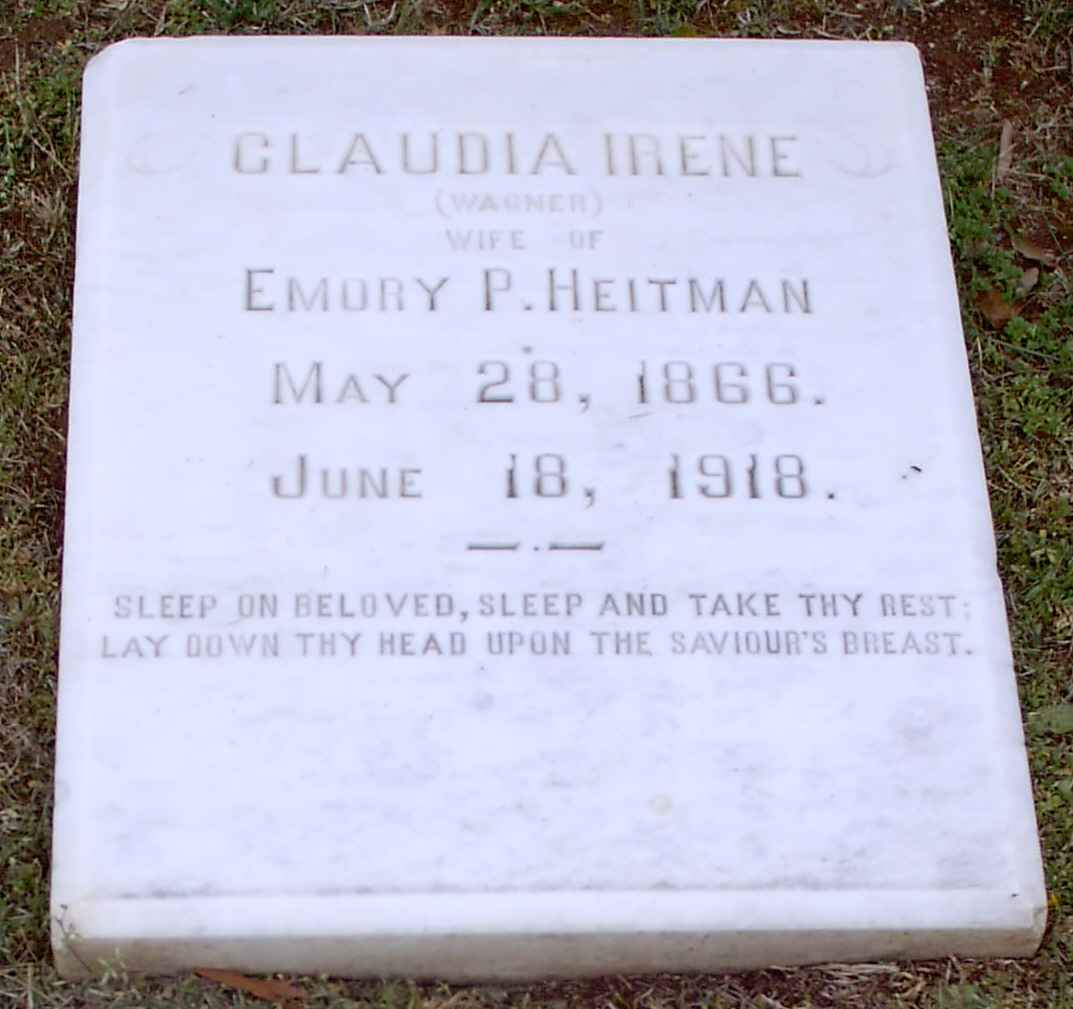 CLAUDIA IRENE
(WAGNER)
WIFE OF
EMORY P. HEITMAN
MAY 28, 1866.
JUNE 18, 1918.
SLEEP ON BELOVED, SLEEP AND TAKE THY REST;
LAY DOWN THY HEAD UPON THE SAVIOUR'S BREAST.